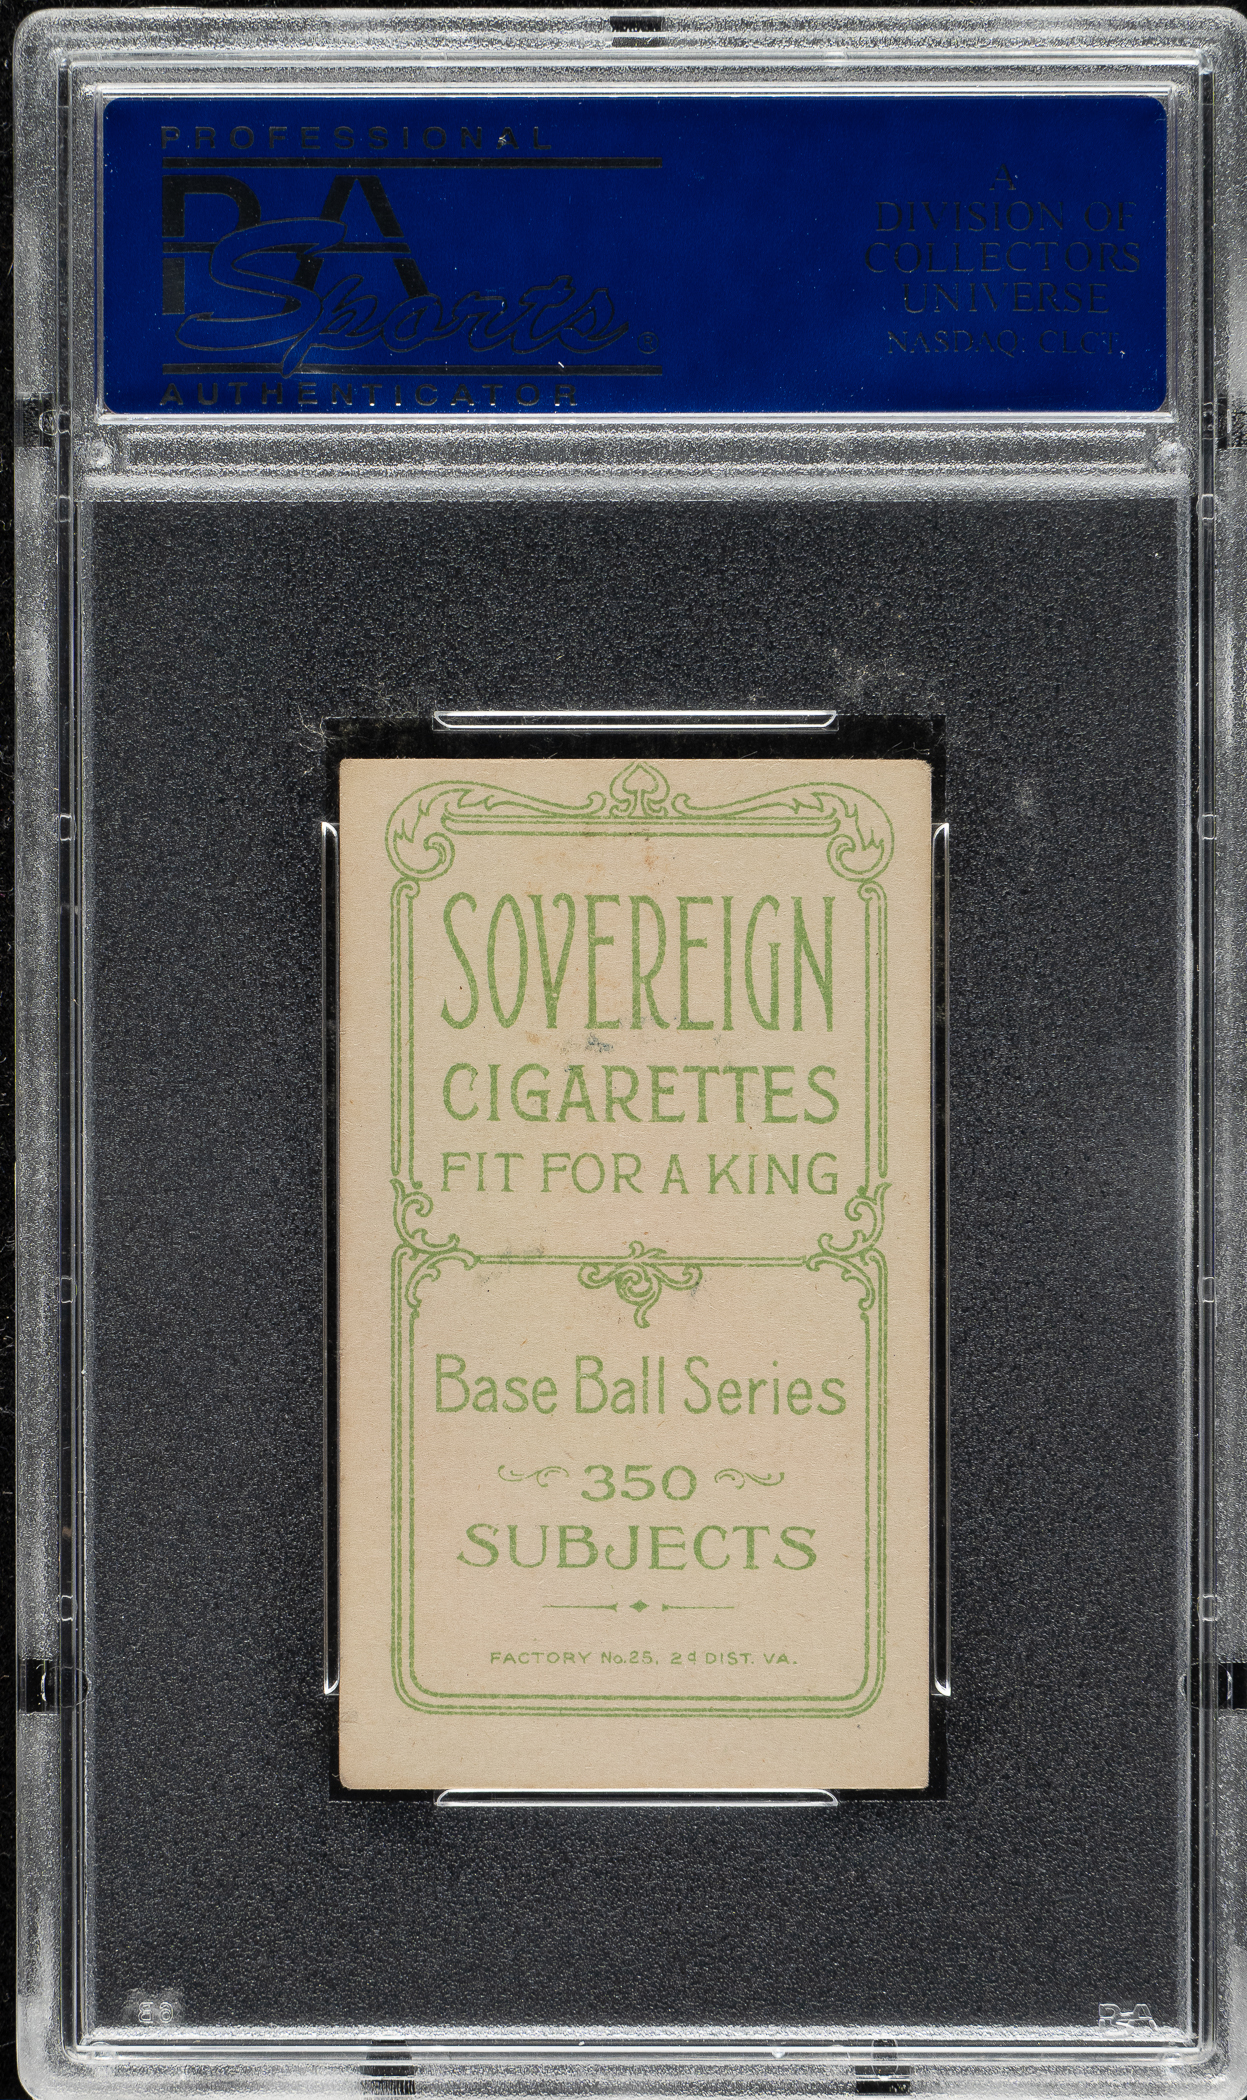 PROFESSIONAL
PSA
Sports®
AUTHENTICATOR
A
DIVISION OF
COLLECTORS
UNIVERSE
NASDAQ: CLCT
SOVEREIGN
CIGARETTES
FIT FOR A KING
Base Ball Series
350
SUBJECTS
FACTORY No.25, 2d DIST. VA.
PSA